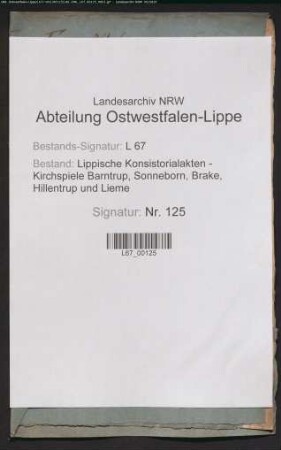 Landesarchiv NRW
Abteilung Ostwestfalen-Lippe
Bestands-Signatur: L 67
Bestand: Lippische Konsistorialakten -
Kirchspiele Barntrup, Sonneborn, Brake,
Hillentrup und Lieme
Signatur: Nr. 125
L67_00125